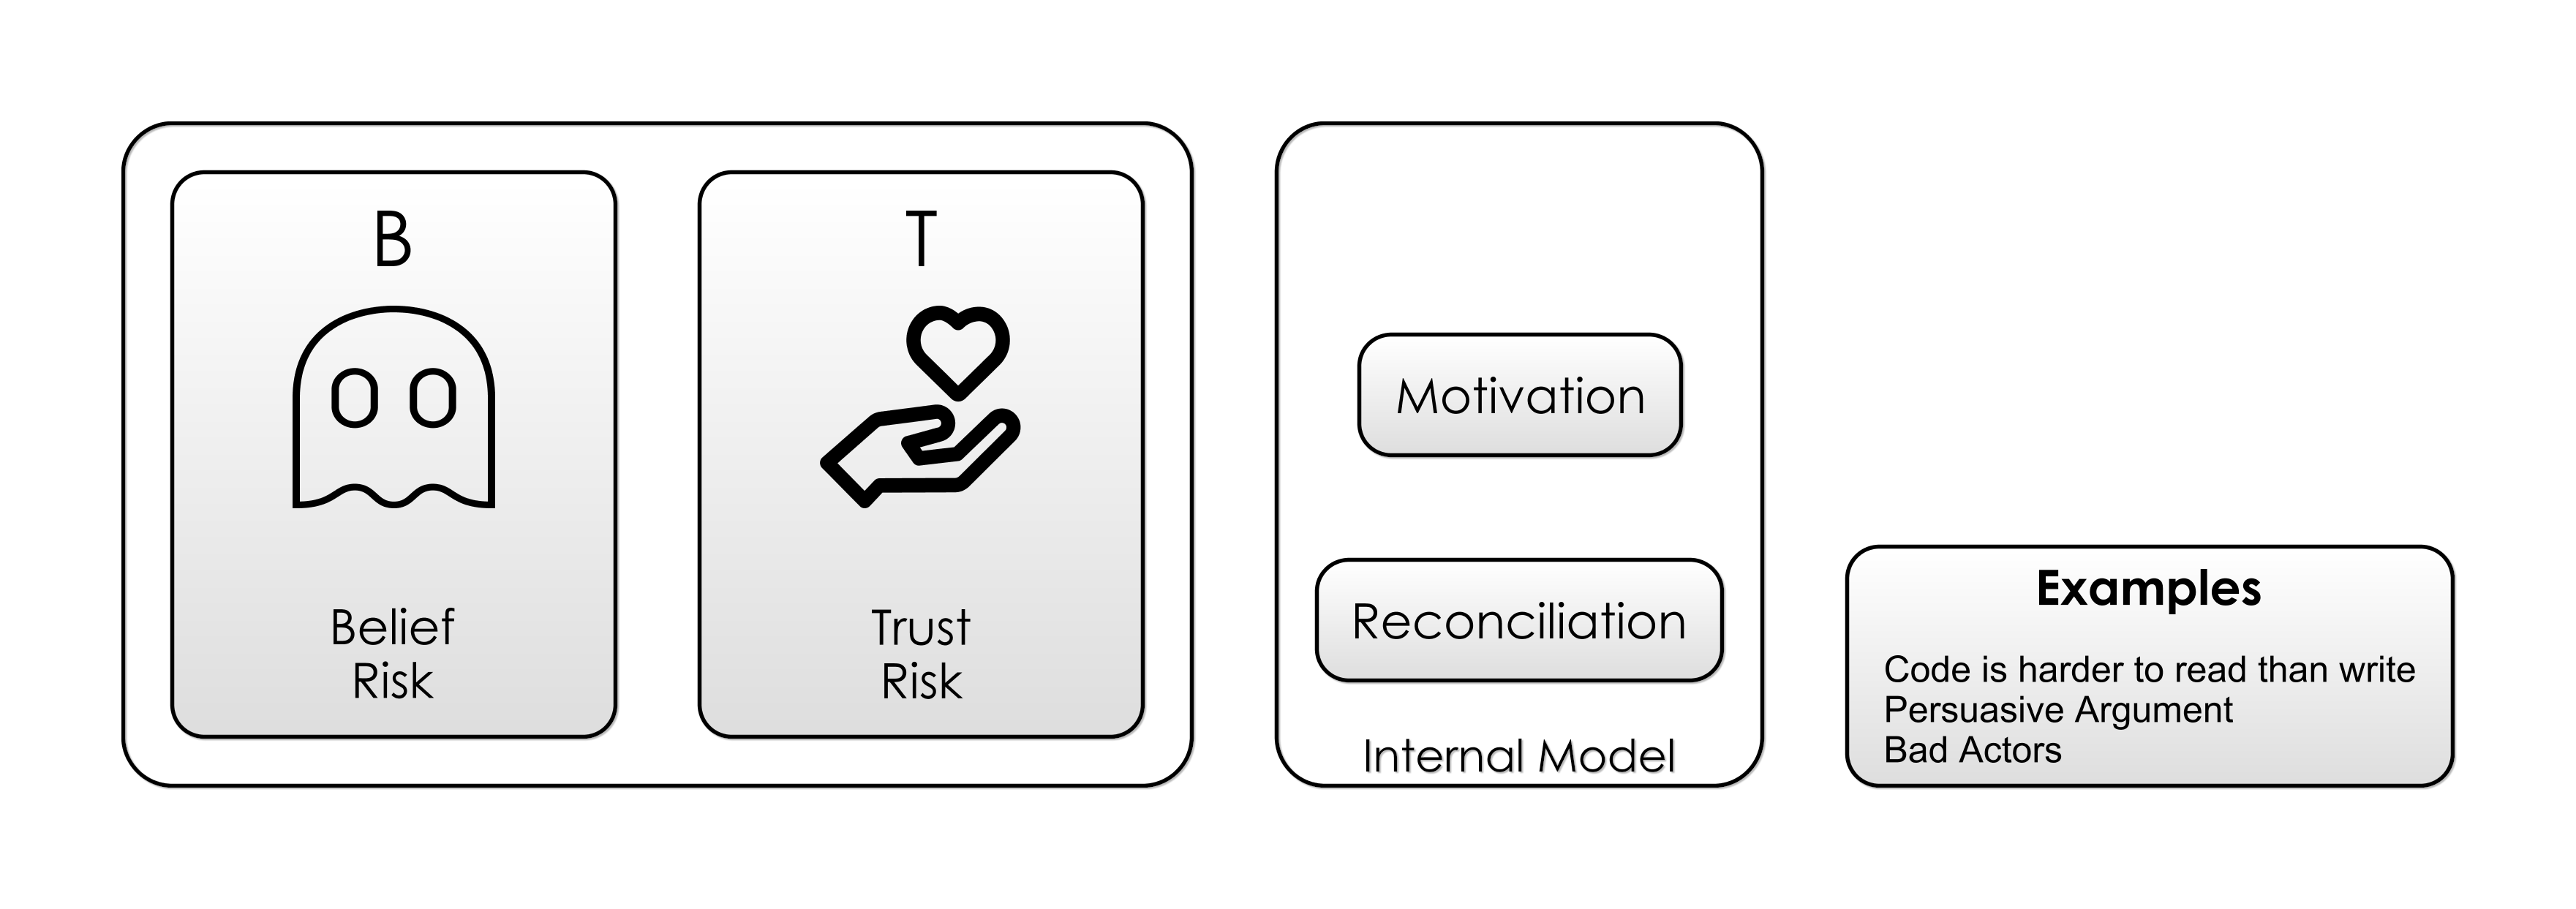 B
Belief
Risk
T
Trust
Risk
Motivation
Reconciliation
Internal Model
Examples
Code is harder to read than write
Persuasive Argument
Bad Actors